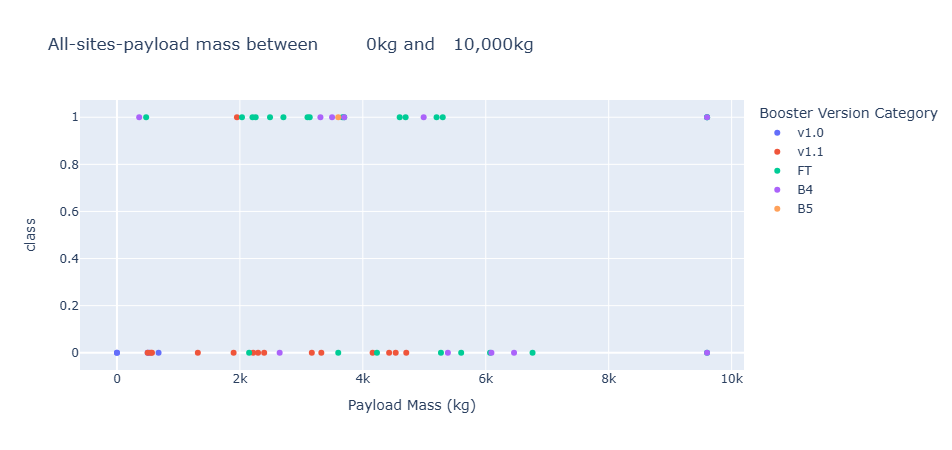 All-sites-payload mass between 0kg and 10,000kg
Booster Version Category
v1.0
v1.1
FT
B4
B5
1
0.8
0.6
0.4
0.2
0
class
0 2k 4k 6k 8k 10k
Payload Mass (kg)